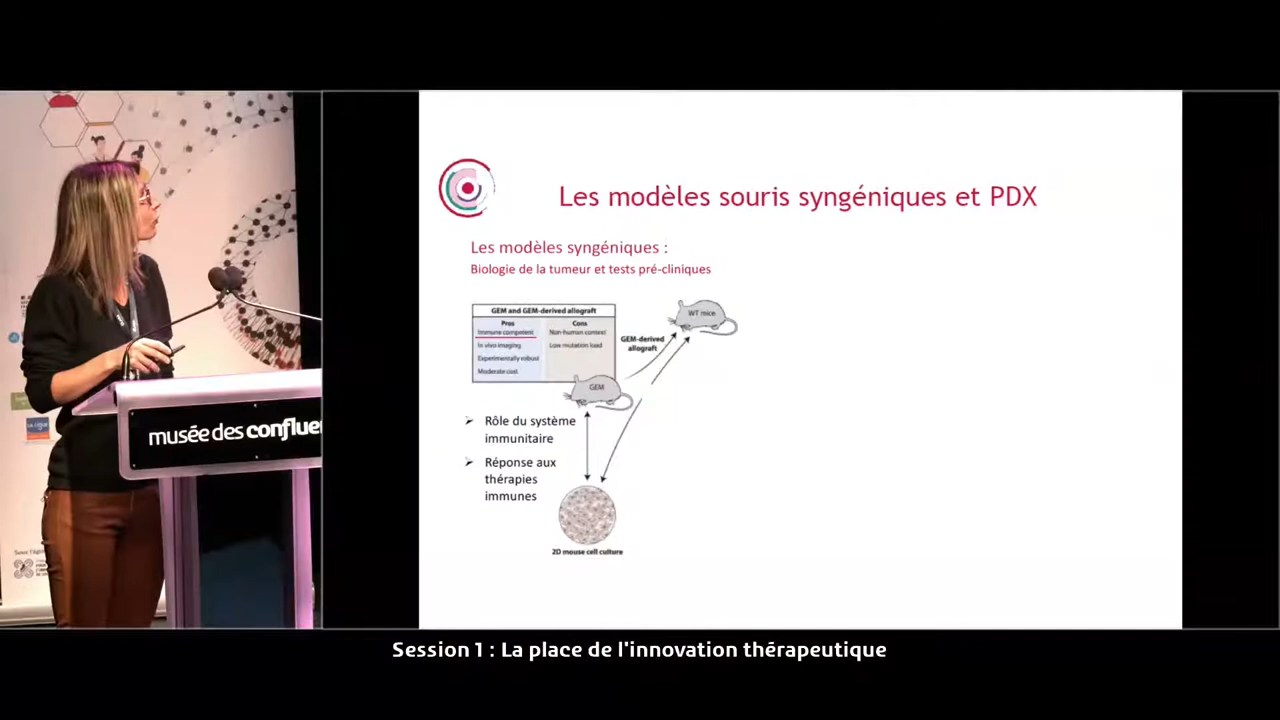 Les modèles souris syngéniques et PDX
Les modèles syngéniques :
Biologie de la tumeur et tests pré-cliniques
GEM and GEM-derived allograft
Pros
Cons
Immune competent
Non-human context
In vivo imaging
Low mutation load
Experimentally robust
Moderate cost
WT mice
GEM-derived
allograft
GEM
Rôle du système
immunitaire
Réponse aux
thérapies
immunes
2D mouse cell culture
musée des conflue
Session 1 : La place de l'innovation thérapeutique